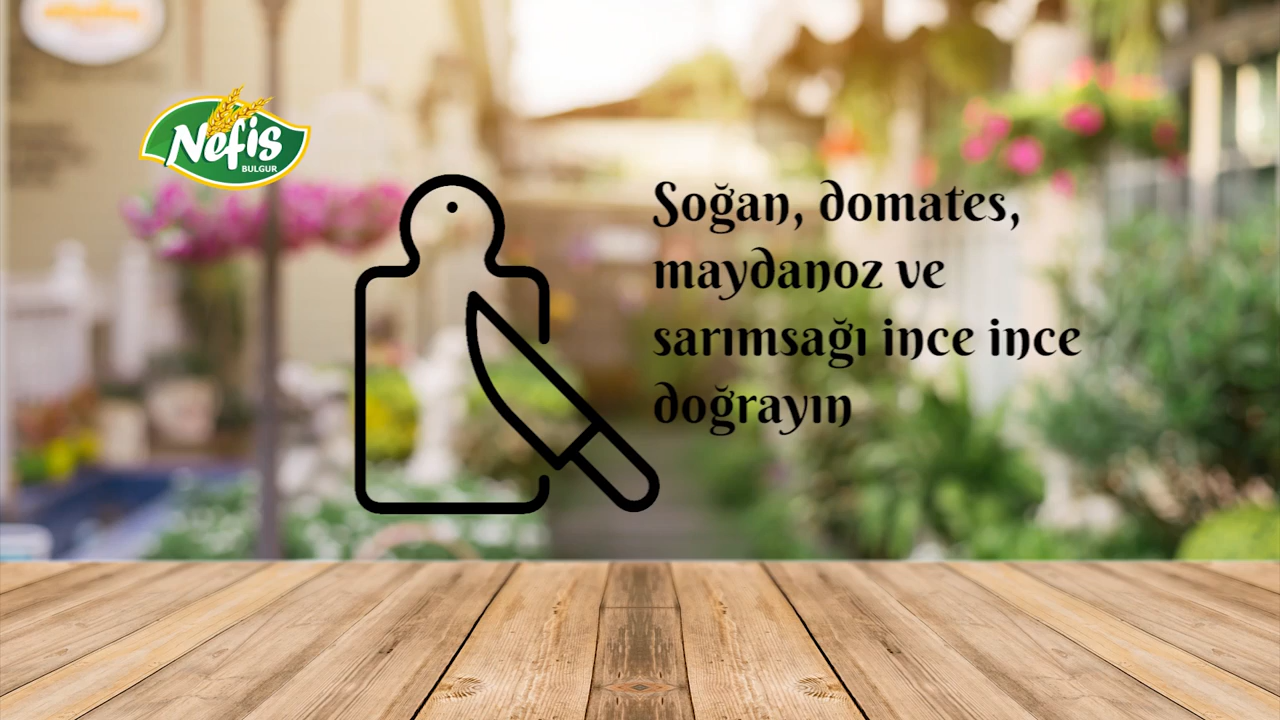 Nefis
BULGUR
Soğan, domates,
maydanoz ve
sarımsağı ince ince
doğrayın